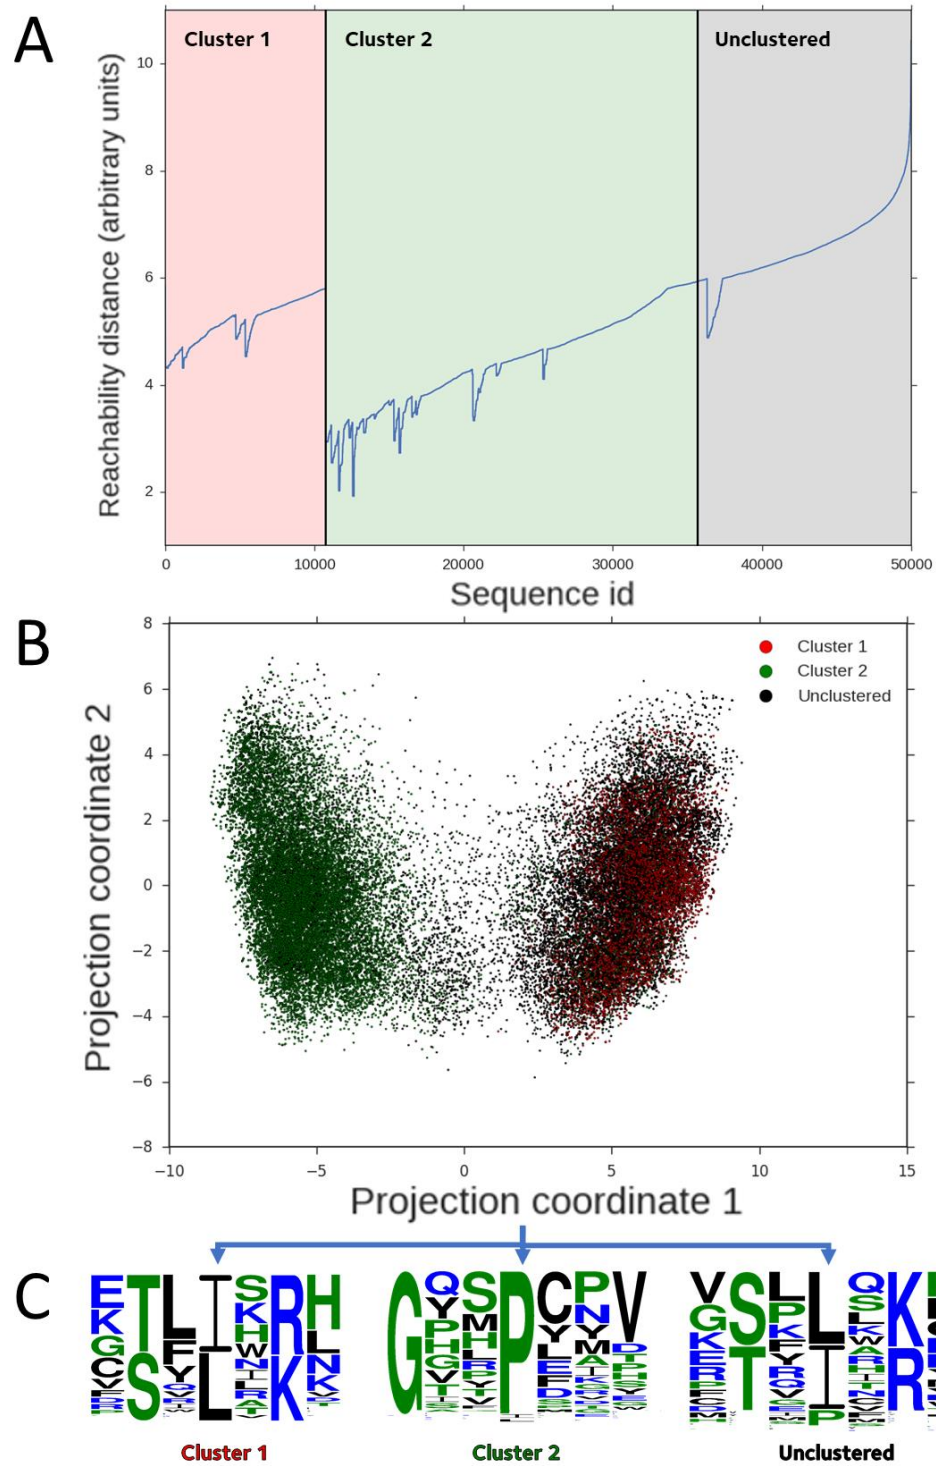 A
Cluster 1
Cluster 2
Unclustered
Reachability distance (arbitrary units)
10
8
6
4
2
0
10000
20000
30000
40000
50000
Sequence id
B
8
6
4
2
0
−2
−4
−6
−8
Projection coordinate 2
Cluster 1
Cluster 2
Unclustered
−10
−5
0
5
10
15
Projection coordinate 1
C
E T L I S R H
K S F L K K L
G Q S P C P V
V S L L Q K
G T P I S R
Cluster 1
Cluster 2
Unclustered